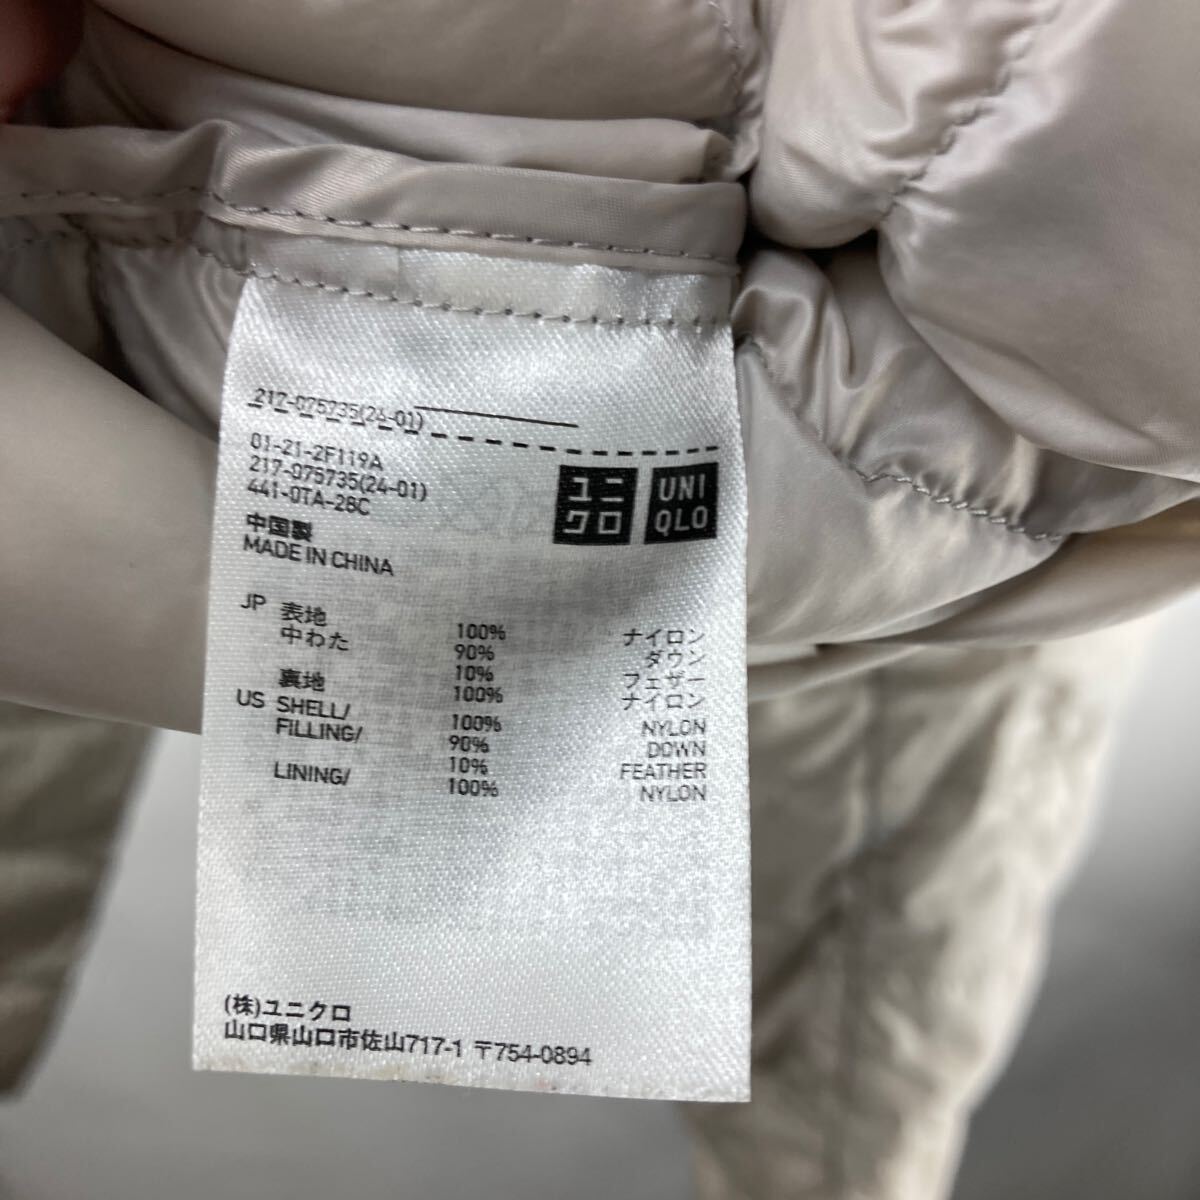 217-075735(24-01)
01-21-2F119A
217-075735(24-01)
441-0TA-28C
ユニクロ
UNIQLO
中国製
MADE IN CHINA
JP 表地 100% ナイロン
中わた 90% ダウン
10% フェザー
裏地 100% ナイロン
US SHELL/ 100% NYLON
FILLING/ 90% DOWN
10% FEATHER
LINING/ 100% NYLON
(株)ユニクロ
山口県山口市佐山717-1 〒754-0894